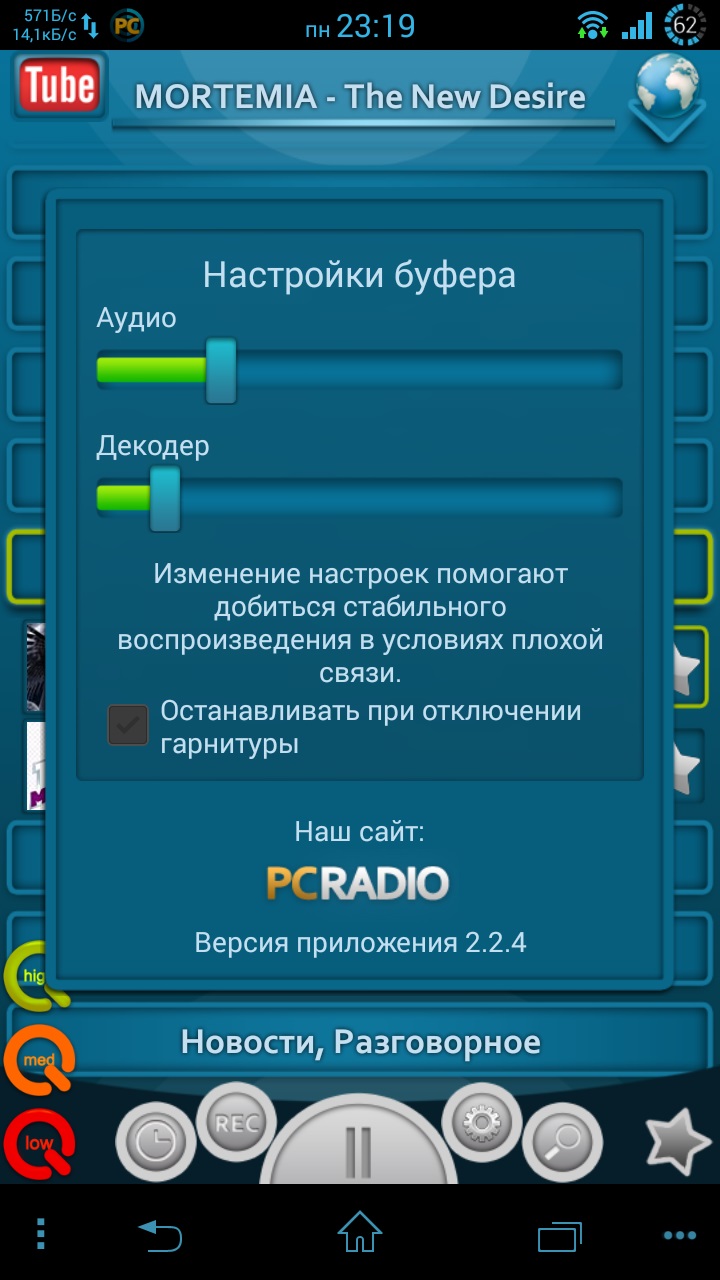 571Б/с
14,1кБ/с
PC
пн 23:19
62
Tube
MORTEMIA - The New Desire
Настройки буфера
Аудио
Декодер
Изменение настроек помогают
добиться стабильного
воспроизведения в условиях плохой
связи.
Останавливать при отключении
гарнитуры
Наш сайт:
PCRADIO
Версия приложения 2.2.4
hig
Новости, Разговорное
med
low
REC